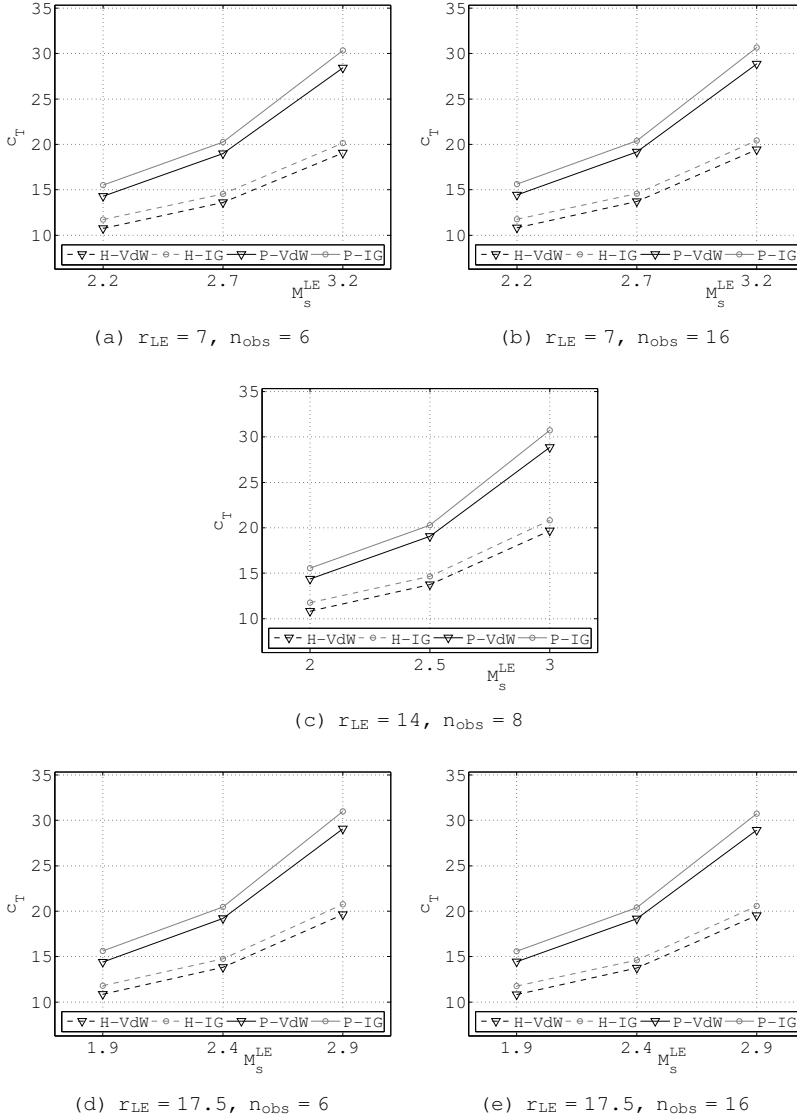 35
30
25
20
15
10
c_T
H-VdW H-IG P-VdW P-IG
2.2 2.7 3.2
M_s^LE
(a) r_LE = 7, n_obs = 6
35
30
25
20
15
10
c_T
H-VdW H-IG P-VdW P-IG
2.2 2.7 3.2
M_s^LE
(b) r_LE = 7, n_obs = 16
35
30
25
20
15
10
c_T
H-VdW H-IG P-VdW P-IG
2 2.5 3
M_s^LE
(c) r_LE = 14, n_obs = 8
35
30
25
20
15
10
c_T
H-VdW H-IG P-VdW P-IG
1.9 2.4 2.9
M_s^LE
(d) r_LE = 17.5, n_obs = 6
35
30
25
20
15
10
c_T
H-VdW H-IG P-VdW P-IG
1.9 2.4 2.9
M_s^LE
(e) r_LE = 17.5, n_obs = 16